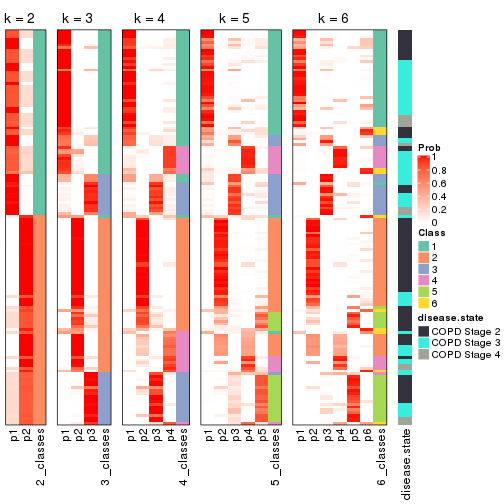 k = 2
k = 3
k = 4
k = 5
k = 6
Prob
1
0.8
0.6
0.4
0.2
0
Class
1
2
3
4
5
6
disease.state
COPD Stage 2
COPD Stage 3
COPD Stage 4
p1
p2
2_classes
p1
p2
p3
3_classes
p1
p2
p3
p4
4_classes
p1
p2
p3
p4
p5
5_classes
p1
p2
p3
p4
p5
p6
6_classes
disease.state